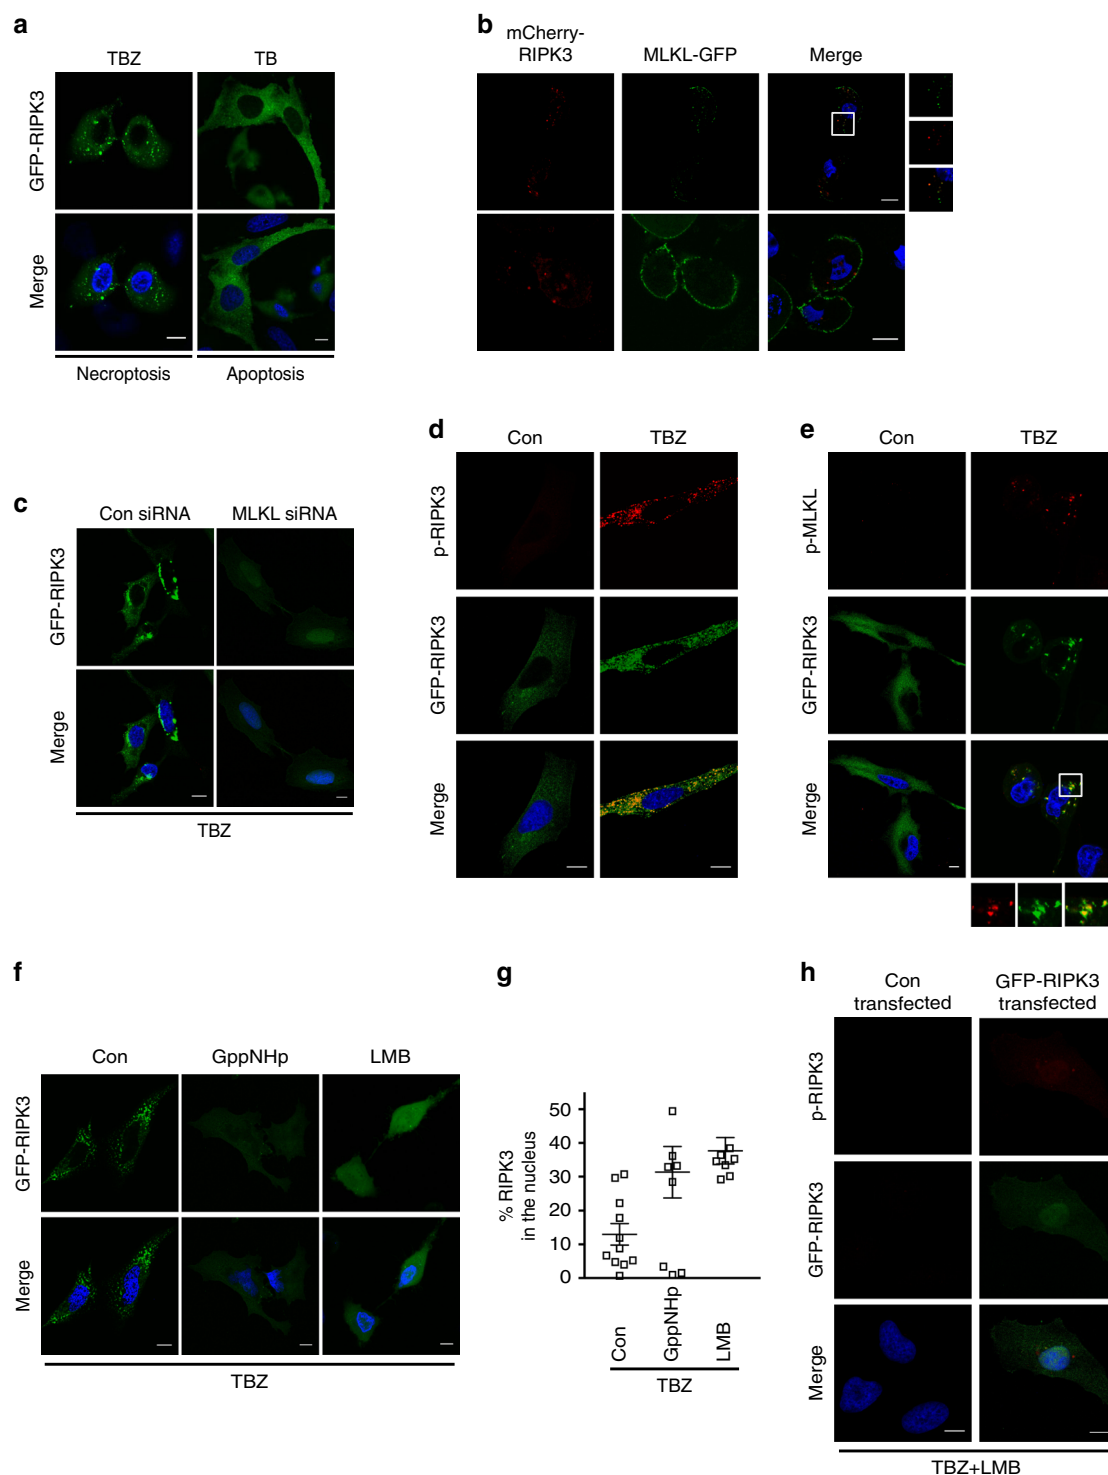 a
TBZ
TB
GFP-RIPK3
Merge
Necroptosis
Apoptosis
b
mCherry-
RIPK3
MLKL-GFP
Merge
c
Con siRNA
MLKL siRNA
GFP-RIPK3
Merge
TBZ
d
Con
TBZ
p-RIPK3
GFP-RIPK3
Merge
e
Con
TBZ
p-MLKL
GFP-RIPK3
Merge
f
Con
GppNHp
LMB
GFP-RIPK3
Merge
TBZ
g
% RIPK3
in the nucleus
50
40
30
20
10
0
Con
GppNHp
LMB
TBZ
h
Con
transfected
GFP-RIPK3
transfected
p-RIPK3
GFP-RIPK3
Merge
TBZ+LMB